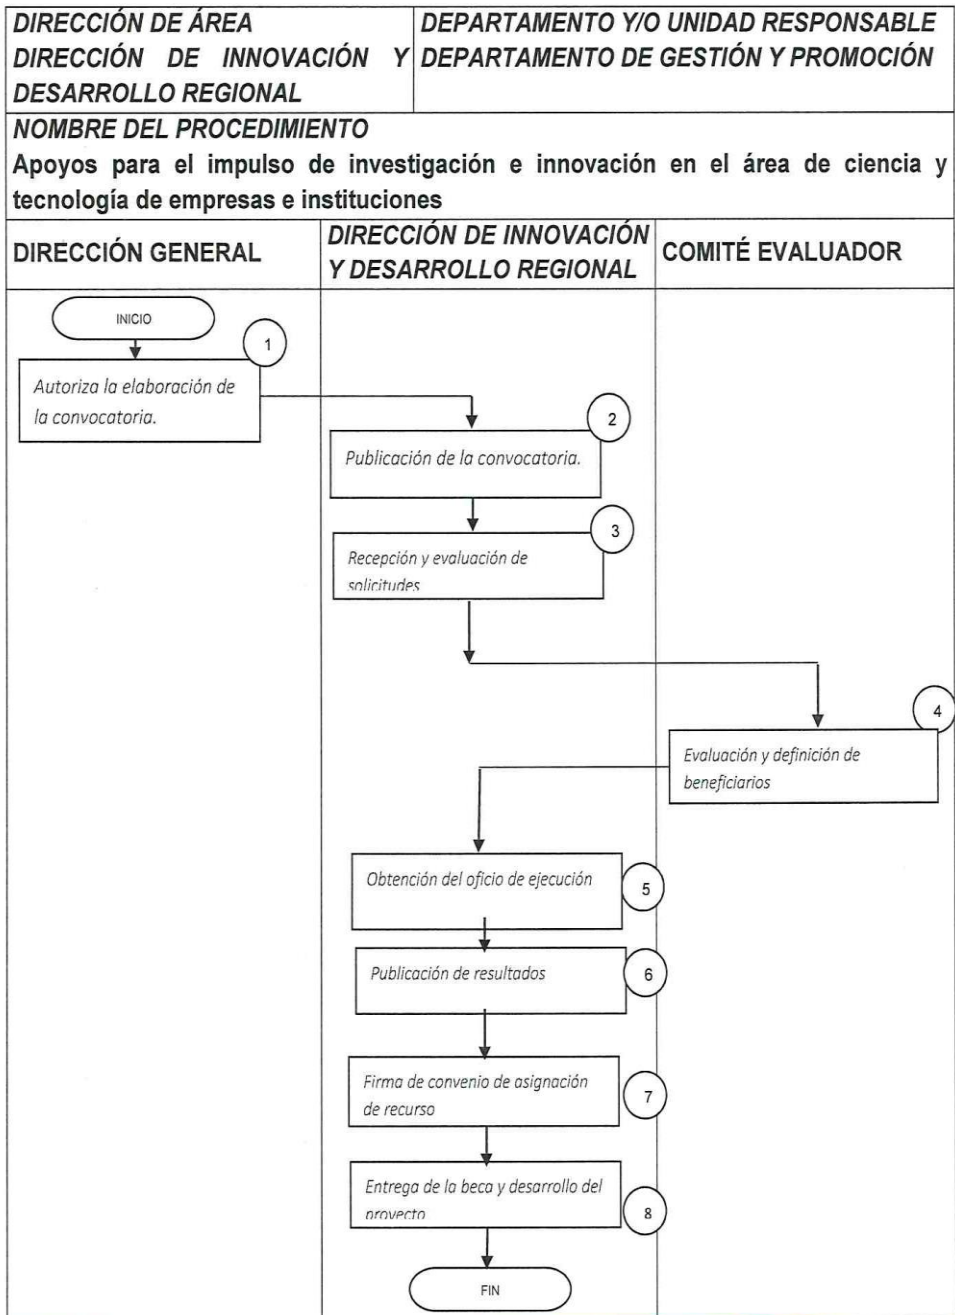 DIRECCIÓN DE ÁREA
DIRECCIÓN DE INNOVACIÓN Y
DESARROLLO REGIONAL
DEPARTAMENTO Y/O UNIDAD RESPONSABLE
DEPARTAMENTO DE GESTIÓN Y PROMOCIÓN
NOMBRE DEL PROCEDIMIENTO
Apoyos para el impulso de investigación e innovación en el área de ciencia y
tecnología de empresas e instituciones
DIRECCIÓN GENERAL
DIRECCIÓN DE INNOVACIÓN
Y DESARROLLO REGIONAL
COMITÉ EVALUADOR
INICIO
1
Autoriza la elaboración de
la convocatoria.
2
Publicación de la convocatoria.
3
Recepción y evaluación de
solicitudes
4
Evaluación y definición de
beneficiarios
Obtención del oficio de ejecución
5
Publicación de resultados
6
Firma de convenio de asignación
de recurso
7
Entrega de la beca y desarrollo del
proyecto
8
FIN